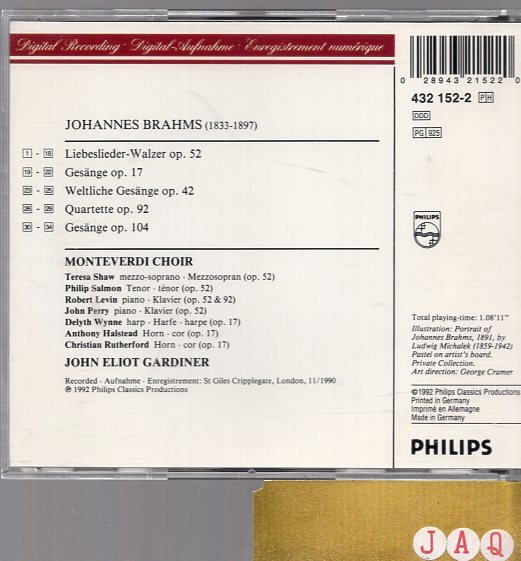 Digital Recording · Digital-Aufnahme · Enregistrement numérique
0 28943 21522 0
432 152-2 PH
DDD
PG 925
JOHANNES BRAHMS (1833-1897)
1 - 18 Liebeslieder-Walzer op. 52
19 - 22 Gesänge op. 17
23 - 25 Weltliche Gesänge op. 42
26 - 29 Quartette op. 92
30 - 34 Gesänge op. 104
MONTEVERDI CHOIR
Teresa Shaw mezzo-soprano · Mezzosopran (op. 52)
Philip Salmon Tenor · ténor (op. 52)
Robert Levin piano · Klavier (op. 52 & 92)
John Perry piano · Klavier (op. 52)
Delyth Wynne harp · Harfe · harpe (op. 17)
Anthony Halstead Horn · cor (op. 17)
Christian Rutherford Horn · cor (op. 17)
JOHN ELIOT GARDINER
Recorded · Aufnahme · Enregistrement: St Giles Cripplegate, London, 11/1990
℗ 1992 Philips Classics Productions
PHILIPS
Total playing-time: 1.08'11"
Illustration: Portrait of
Johannes Brahms, 1891, by
Ludwig Michalek (1859-1942)
Pastel on artist's board.
Private Collection.
Art direction: George Cramer
©1992 Philips Classics Productions
Printed in Germany
Imprimé en Allemagne
Made in Germany
PHILIPS
JAQ